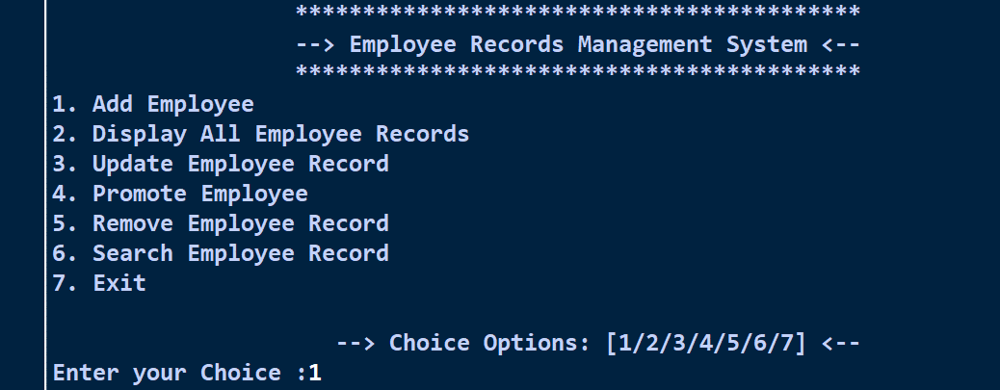 ******************************************
--> Employee Records Management System <--
******************************************
1. Add Employee
2. Display All Employee Records
3. Update Employee Record
4. Promote Employee
5. Remove Employee Record
6. Search Employee Record
7. Exit
--> Choice Options: [1/2/3/4/5/6/7] <--
Enter your Choice :1